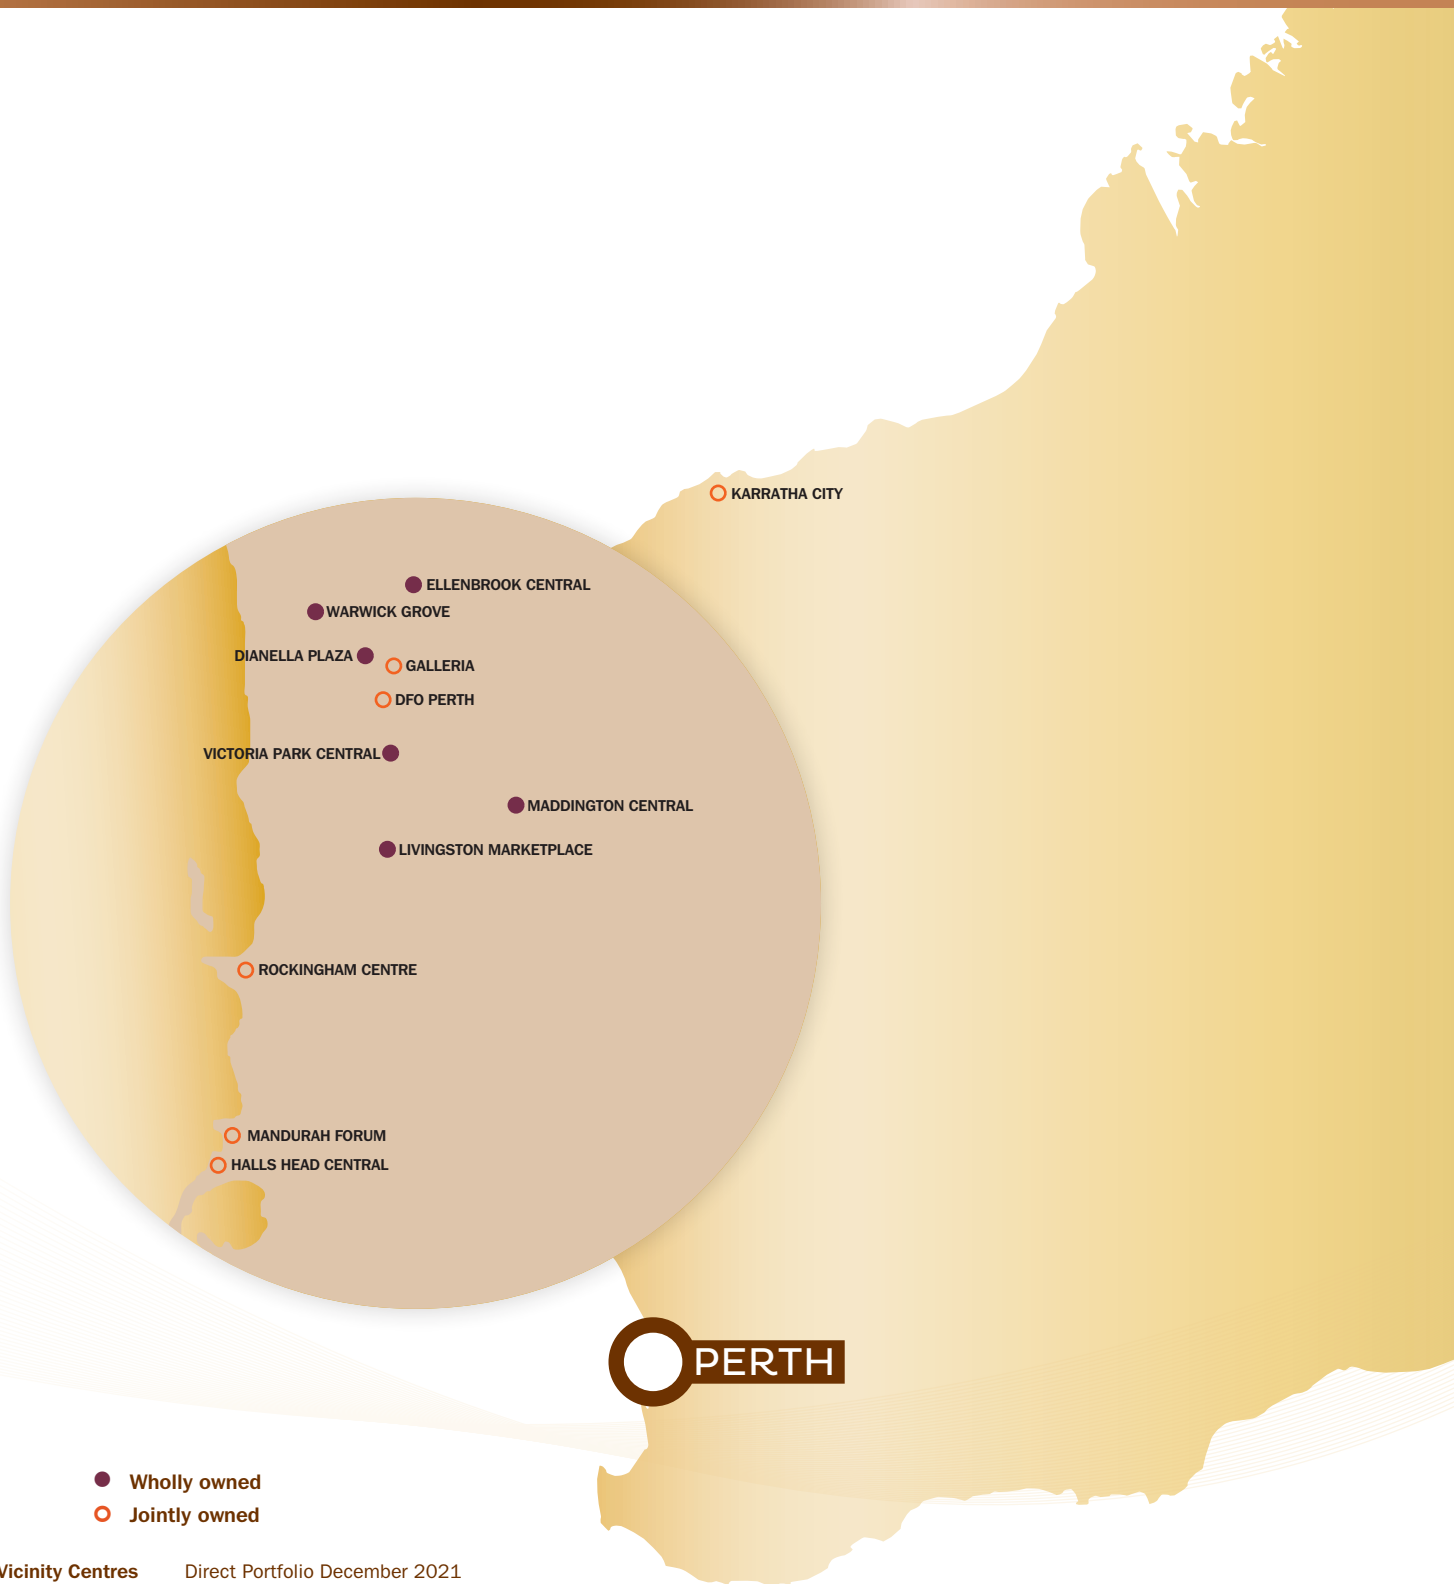 KARRATHA CITY
ELLENBROOK CENTRAL
WARWICK GROVE
DIANELLA PLAZA
GALLERIA
DFO PERTH
VICTORIA PARK CENTRAL
MADDINGTON CENTRAL
LIVINGSTON MARKETPLACE
ROCKINGHAM CENTRE
MANDURAH FORUM
HALLS HEAD CENTRAL
PERTH
Wholly owned
Jointly owned
Vicinity Centres Direct Portfolio December 2021